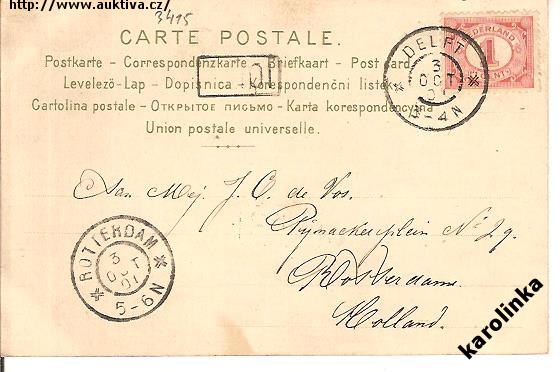 http://www.auktiva.cz/
3415
CARTE POSTALE.
Postkarte – Correspondenzkarte – Briefkaart – Post card
Levelező-Lap – Dopisnica – Korespondenční lístek
Cartolina postale – Открытое письмо – Karta korespondencyjna
Union postale universelle.
k
DELFT
3
OCT
01
3-4N
NEDERLAND
1
CENT
Aan Mej. J. C. de Vos.
Pijnackerplein No 29.
Rotterdam.
Holland.
ROTTERDAM
3
OCT
01
5-6N
karolinka